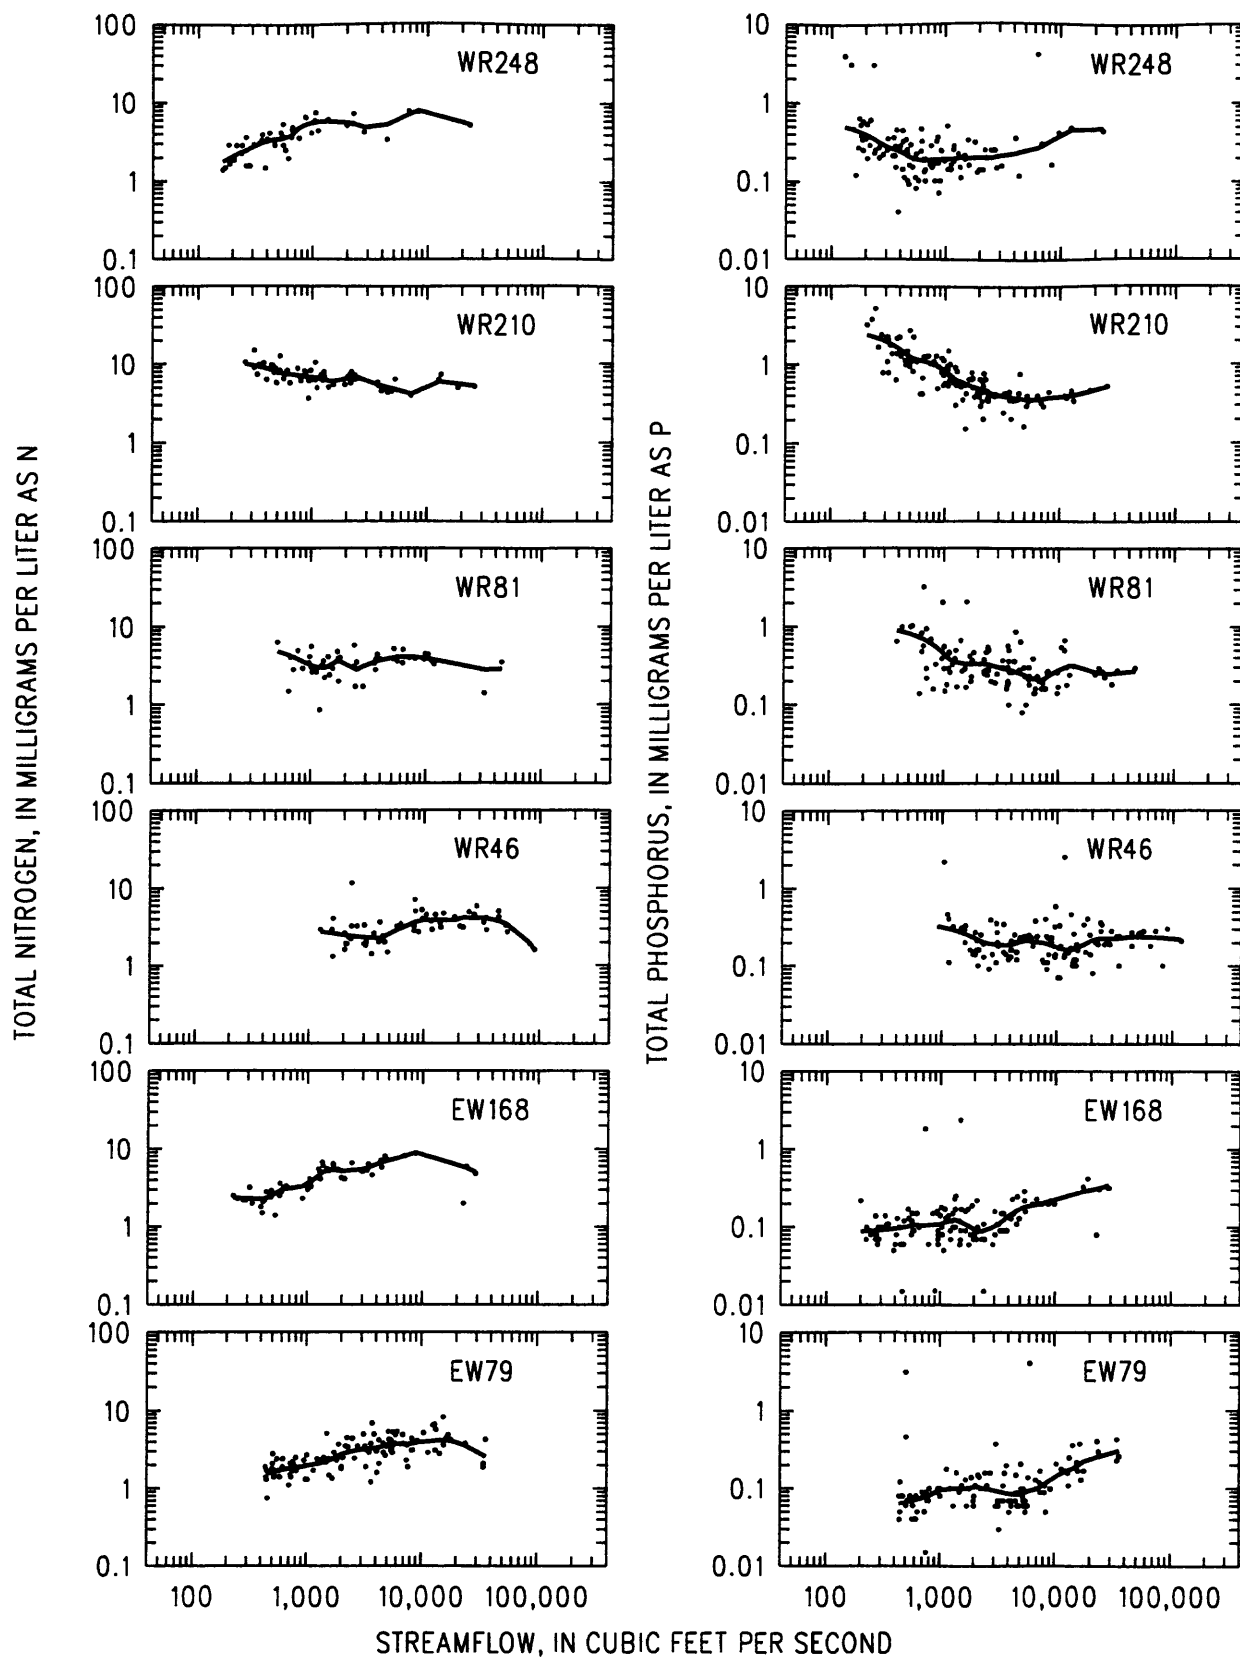 TOTAL NITROGEN, IN MILLIGRAMS PER LITER AS N
100
10
1
0.1
WR248
100
10
1
0.1
WR210
100
10
1
0.1
WR81
100
10
1
0.1
WR46
100
10
1
0.1
EW168
100
10
1
0.1
EW79
100 1,000 10,000 100,000
TOTAL PHOSPHORUS, IN MILLIGRAMS PER LITER AS P
10
1
0.1
0.01
WR248
10
1
0.1
0.01
WR210
10
1
0.1
0.01
WR81
10
1
0.1
0.01
WR46
10
1
0.1
0.01
EW168
10
1
0.1
0.01
EW79
100 1,000 10,000 100,000
STREAMFLOW, IN CUBIC FEET PER SECOND